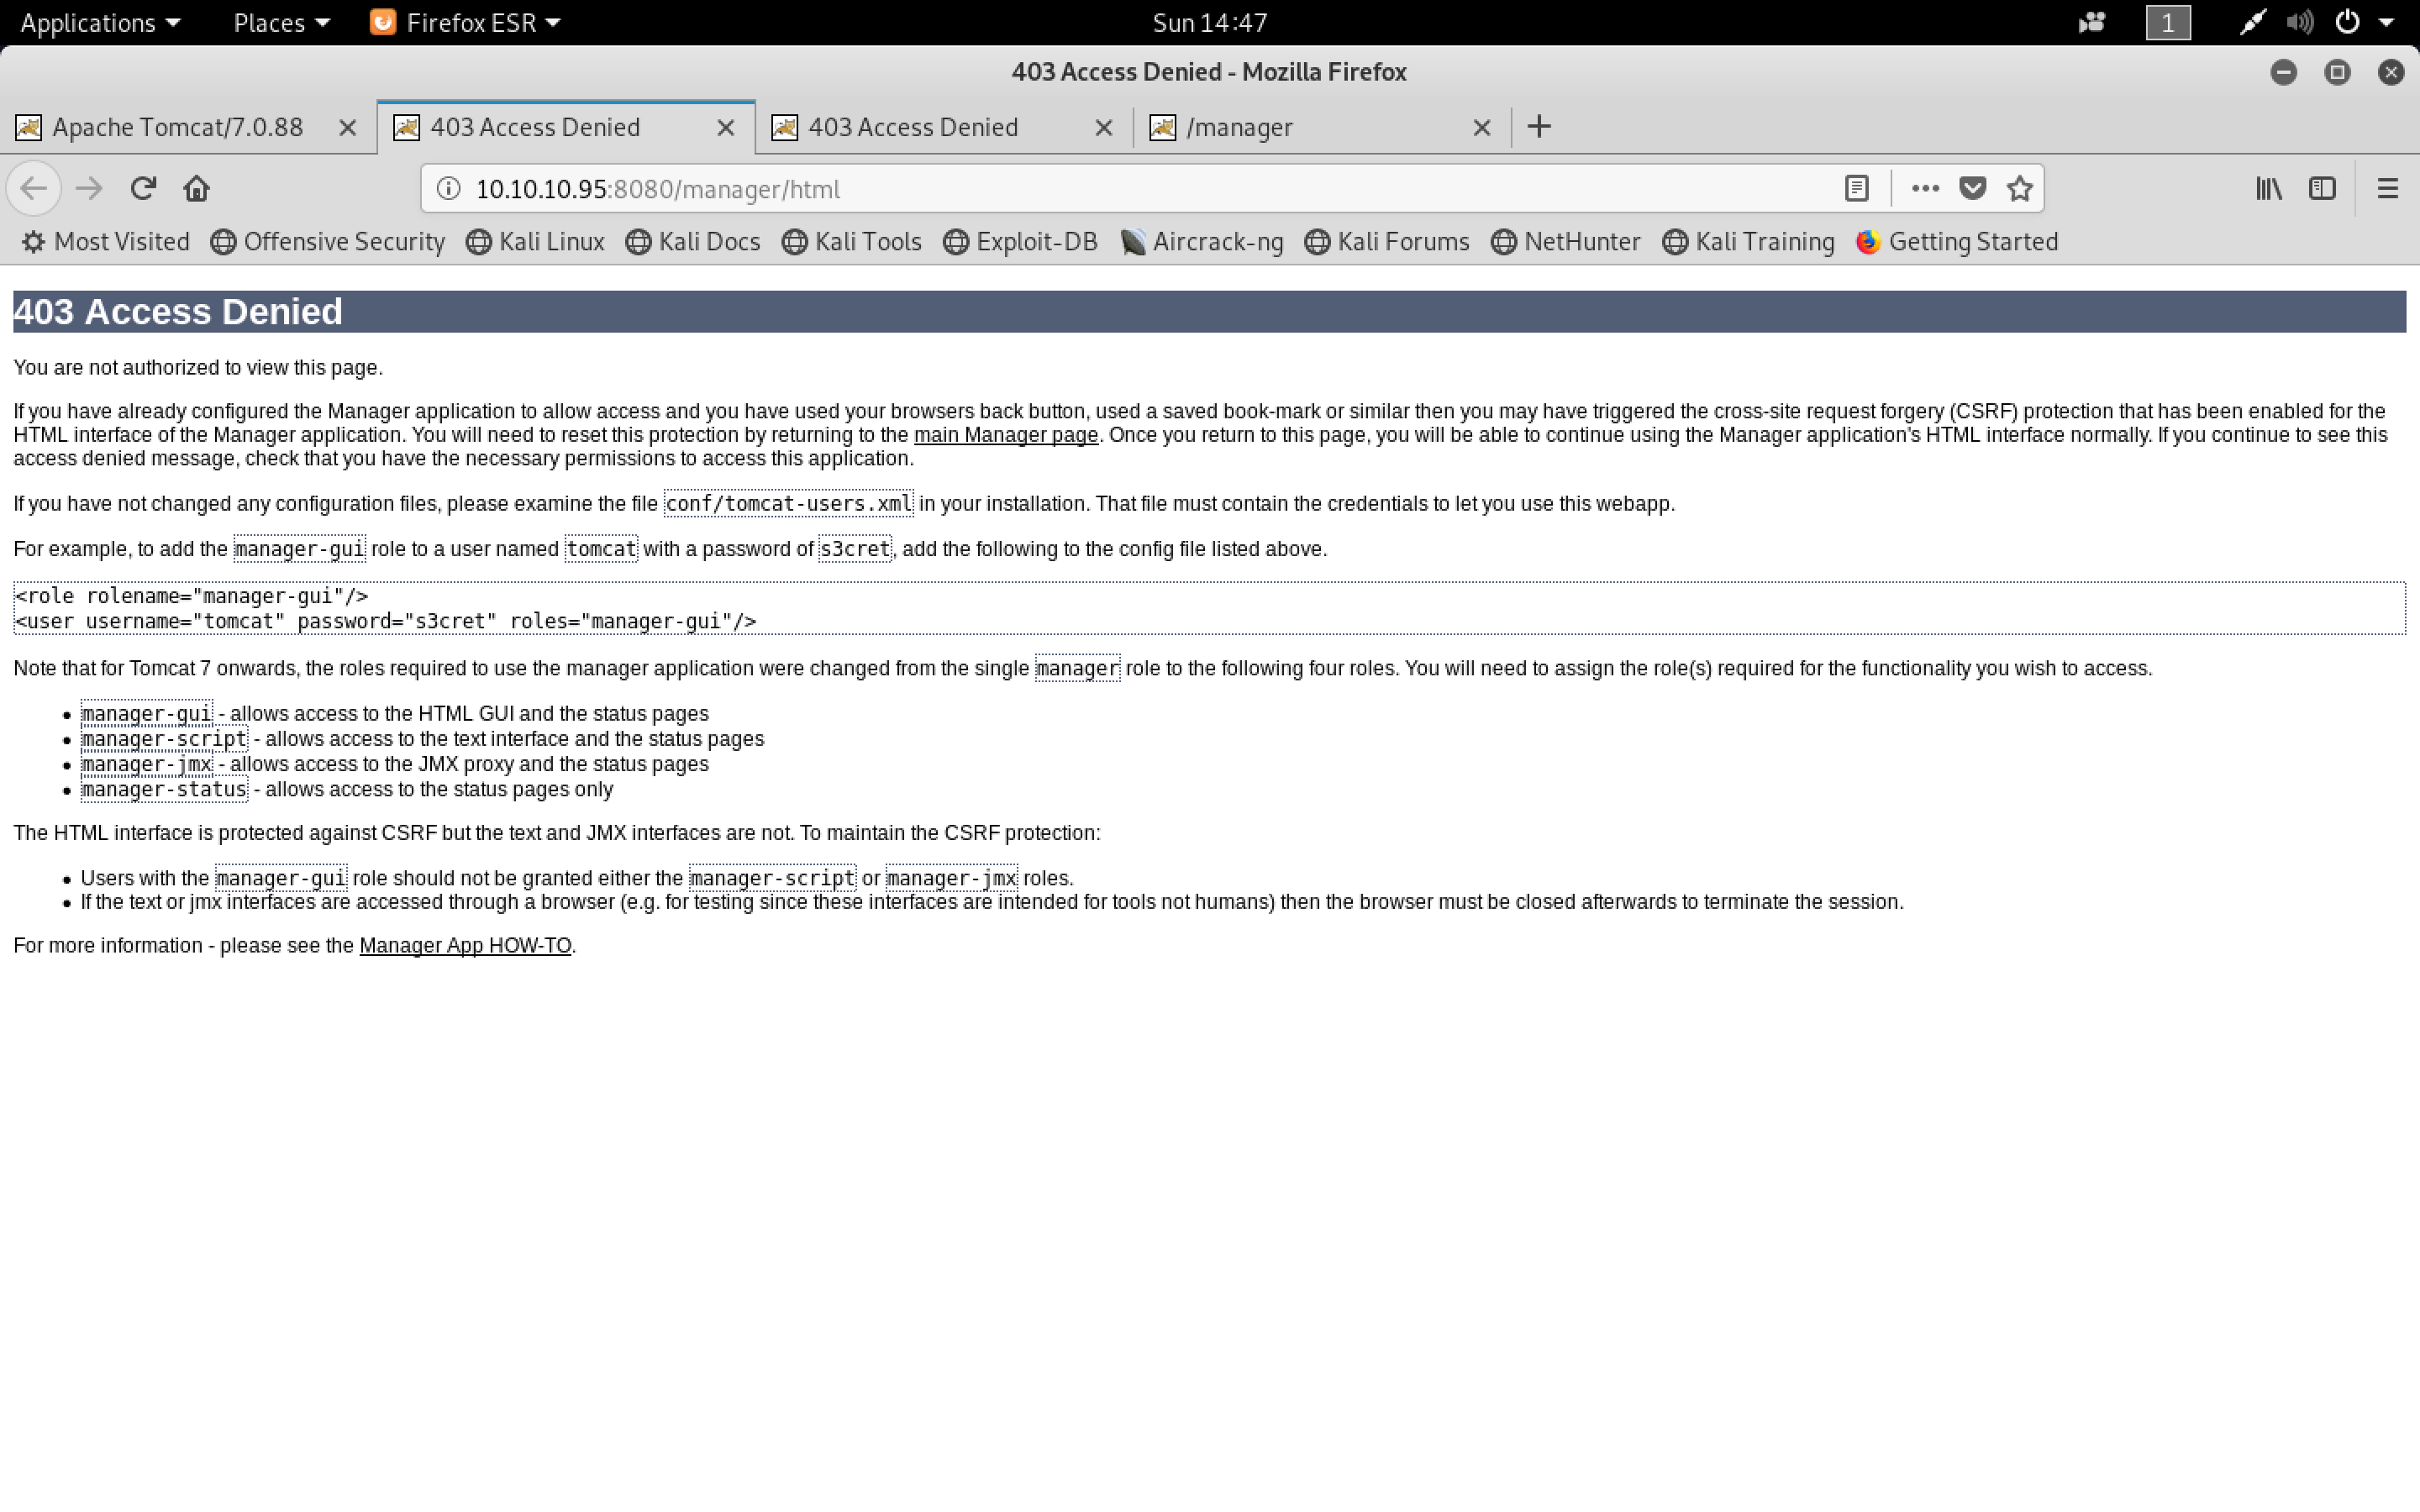 Applications Places Firefox ESR Sun 14:47 1
403 Access Denied - Mozilla Firefox
Apache Tomcat/7.0.88 403 Access Denied 403 Access Denied /manager
10.10.10.95:8080/manager/html
Most Visited Offensive Security Kali Linux Kali Docs Kali Tools Exploit-DB Aircrack-ng Kali Forums NetHunter Kali Training Getting Started
403 Access Denied
You are not authorized to view this page.
If you have already configured the Manager application to allow access and you have used your browsers back button, used a saved book-mark or similar then you may have triggered the cross-site request forgery (CSRF) protection that has been enabled for the
HTML interface of the Manager application. You will need to reset this protection by returning to the main Manager page. Once you return to this page, you will be able to continue using the Manager application's HTML interface normally. If you continue to see this
access denied message, check that you have the necessary permissions to access this application.
If you have not changed any configuration files, please examine the file conf/tomcat-users.xml in your installation. That file must contain the credentials to let you use this webapp.
For example, to add the manager-gui role to a user named tomcat with a password of s3cret, add the following to the config file listed above.
<role rolename="manager-gui"/>
<user username="tomcat" password="s3cret" roles="manager-gui"/>
Note that for Tomcat 7 onwards, the roles required to use the manager application were changed from the single manager role to the following four roles. You will need to assign the role(s) required for the functionality you wish to access.
• manager-gui - allows access to the HTML GUI and the status pages
• manager-script - allows access to the text interface and the status pages
• manager-jmx - allows access to the JMX proxy and the status pages
• manager-status - allows access to the status pages only
The HTML interface is protected against CSRF but the text and JMX interfaces are not. To maintain the CSRF protection:
• Users with the manager-gui role should not be granted either the manager-script or manager-jmx roles.
• If the text or jmx interfaces are accessed through a browser (e.g. for testing since these interfaces are intended for tools not humans) then the browser must be closed afterwards to terminate the session.
For more information - please see the Manager App HOW-TO.